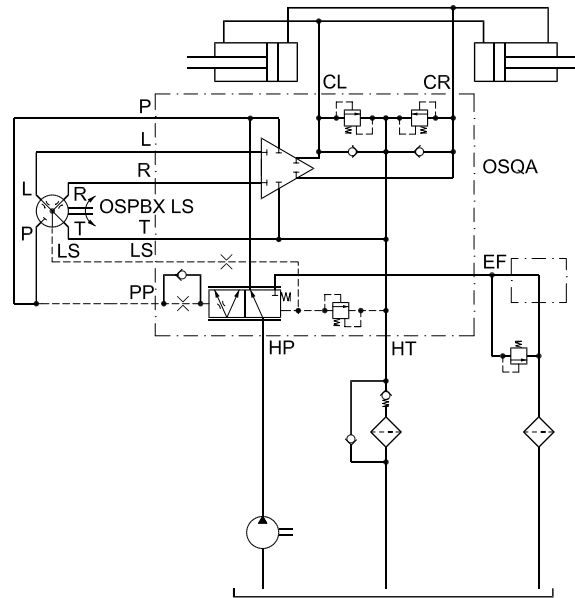 CL CR
P
L
OSQA
R
L R
OSPBX LS
P T T
LS LS
EF
PP
HP HT